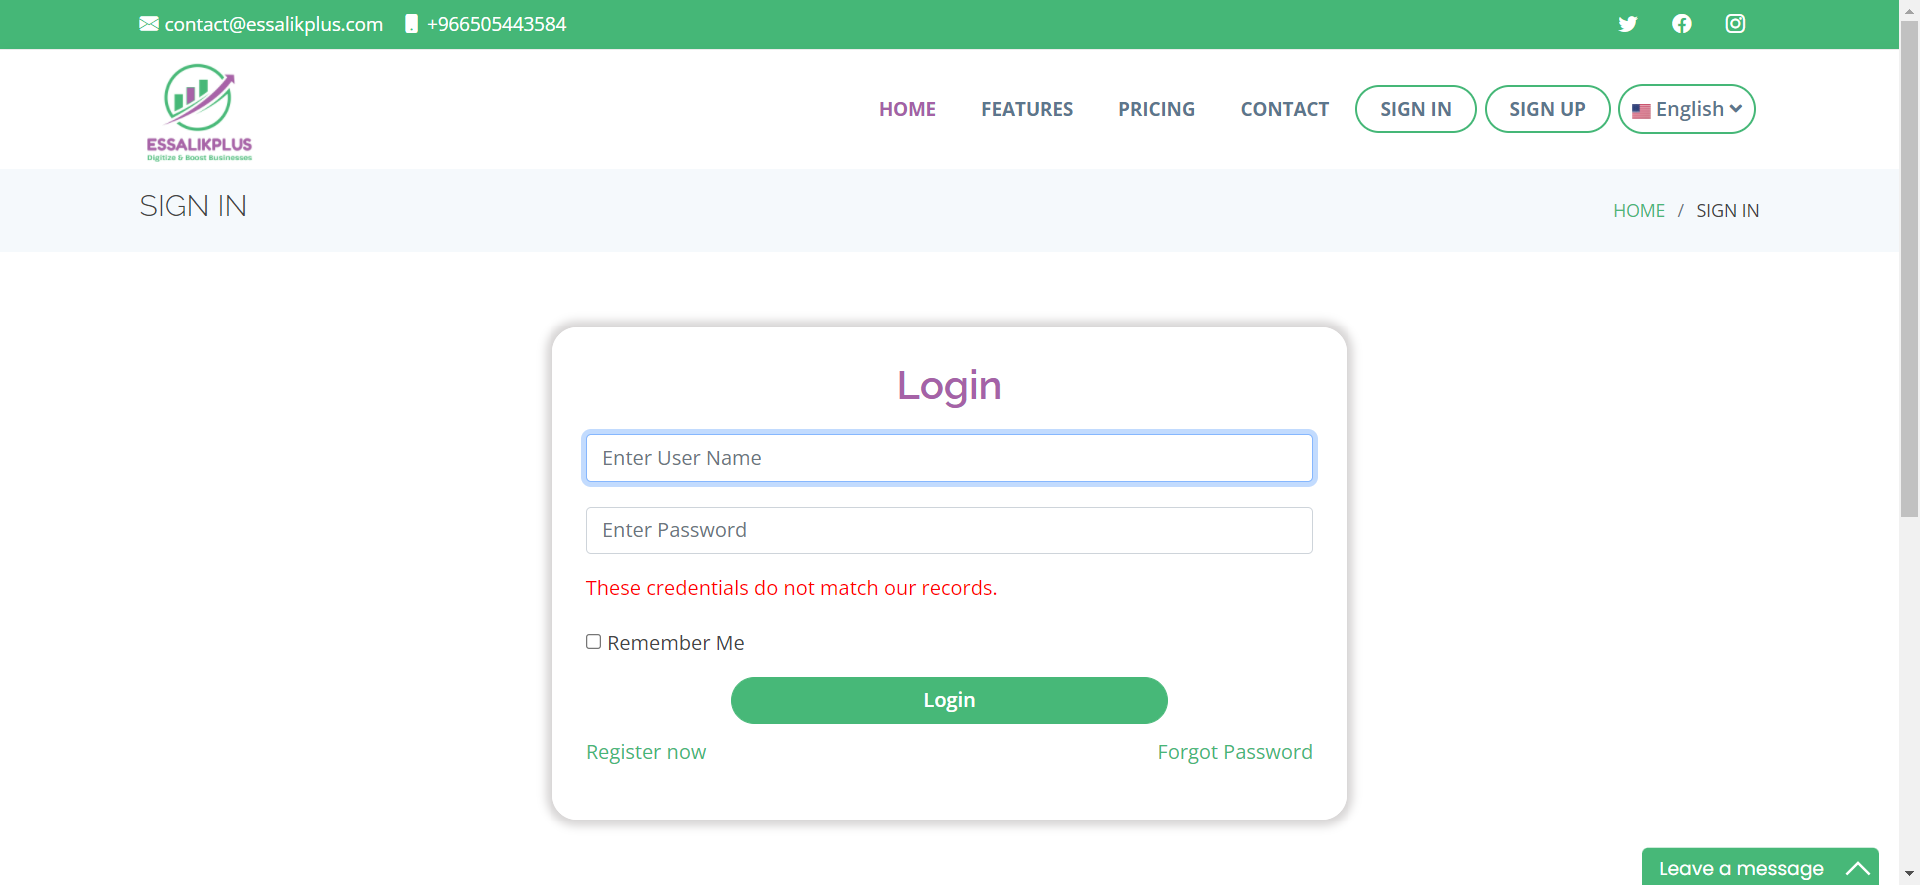 contact@essalikplus.com +966505443584
ESSALIKPLUS
Digitize & Boost Businesses
HOME FEATURES PRICING CONTACT SIGN IN SIGN UP English
SIGN IN
HOME / SIGN IN
Login
Enter User Name
Enter Password
These credentials do not match our records.
Remember Me
Login
Register now Forgot Password
Leave a message